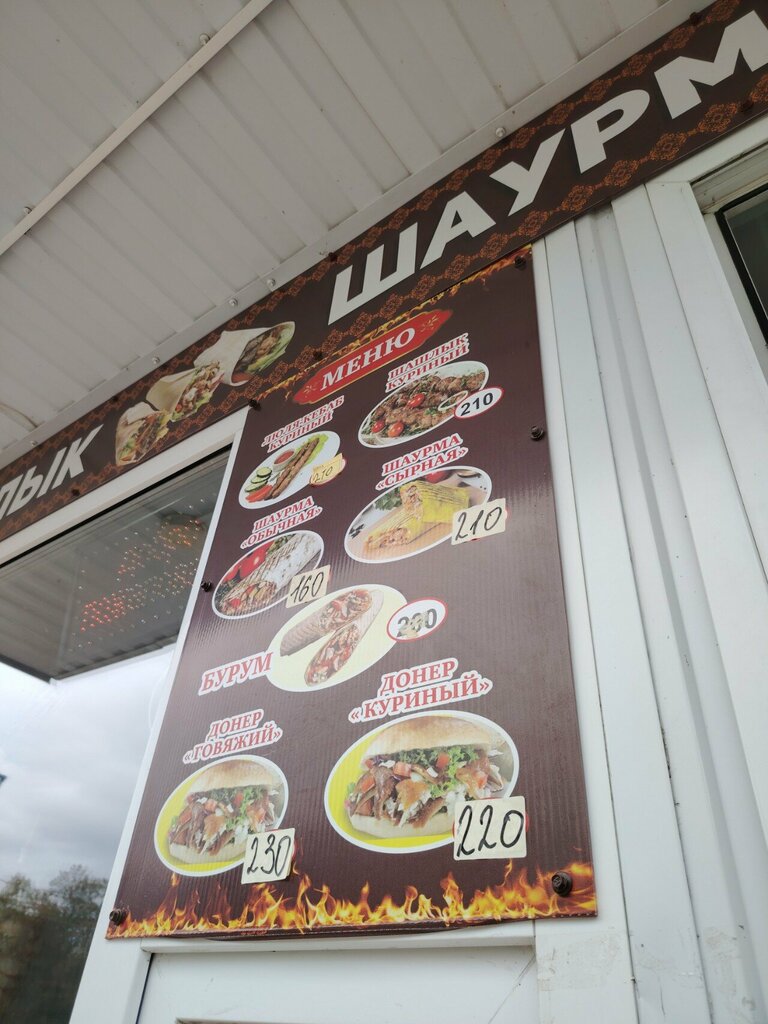 ЛЫК
ШАУРМ
МЕНЮ
ЛЮЛЯ-КЕБАБ
КУРИНЫЙ
ШАШЛЫК
КУРИНЫЙ
210
ШАУРМА
«ОБЫЧНАЯ»
160
ШАУРМА
«СЫРНАЯ»
210
БУРУМ
ДОНЕР
«ГОВЯЖИЙ»
230
ДОНЕР
«КУРИНЫЙ»
220